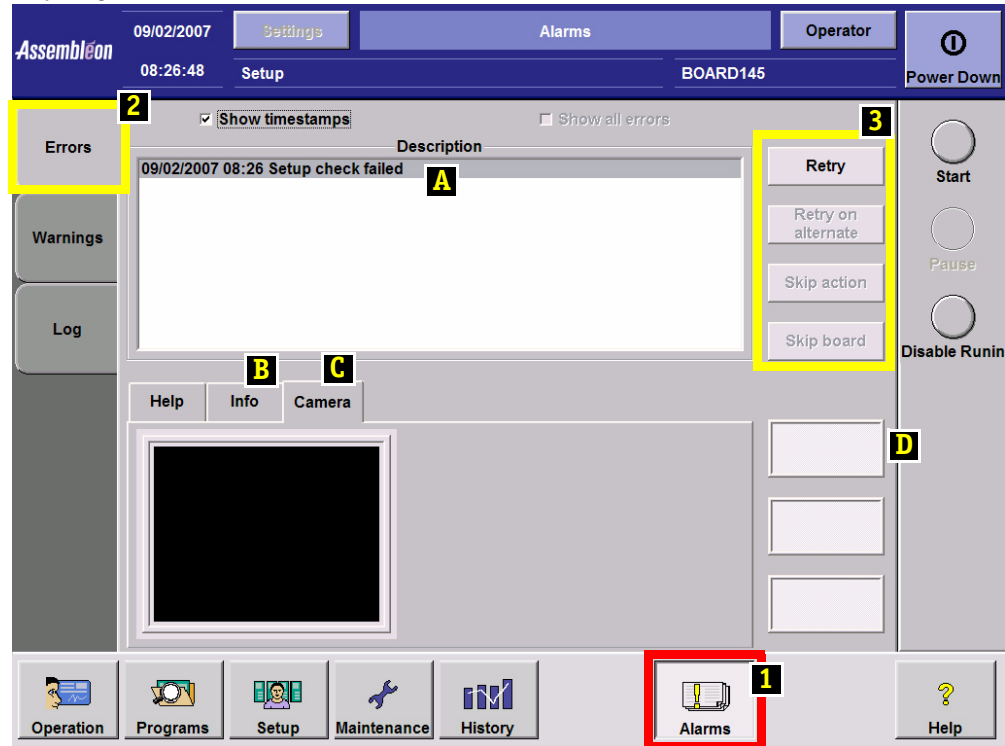 Assembléon
09/02/2007
08:26:48
Settings
Alarms
Operator
Setup
BOARD145
Power Down
2
Errors
Warnings
Log
Show timestamps
Show all errors
3
Description
09/02/2007 08:26 Setup check failed
A
Retry
Retry on
alternate
Skip action
Skip board
Start
Pause
Disable Runin
B
C
Help
Info
Camera
D
1
Operation
Programs
Setup
Maintenance
History
Alarms
Help